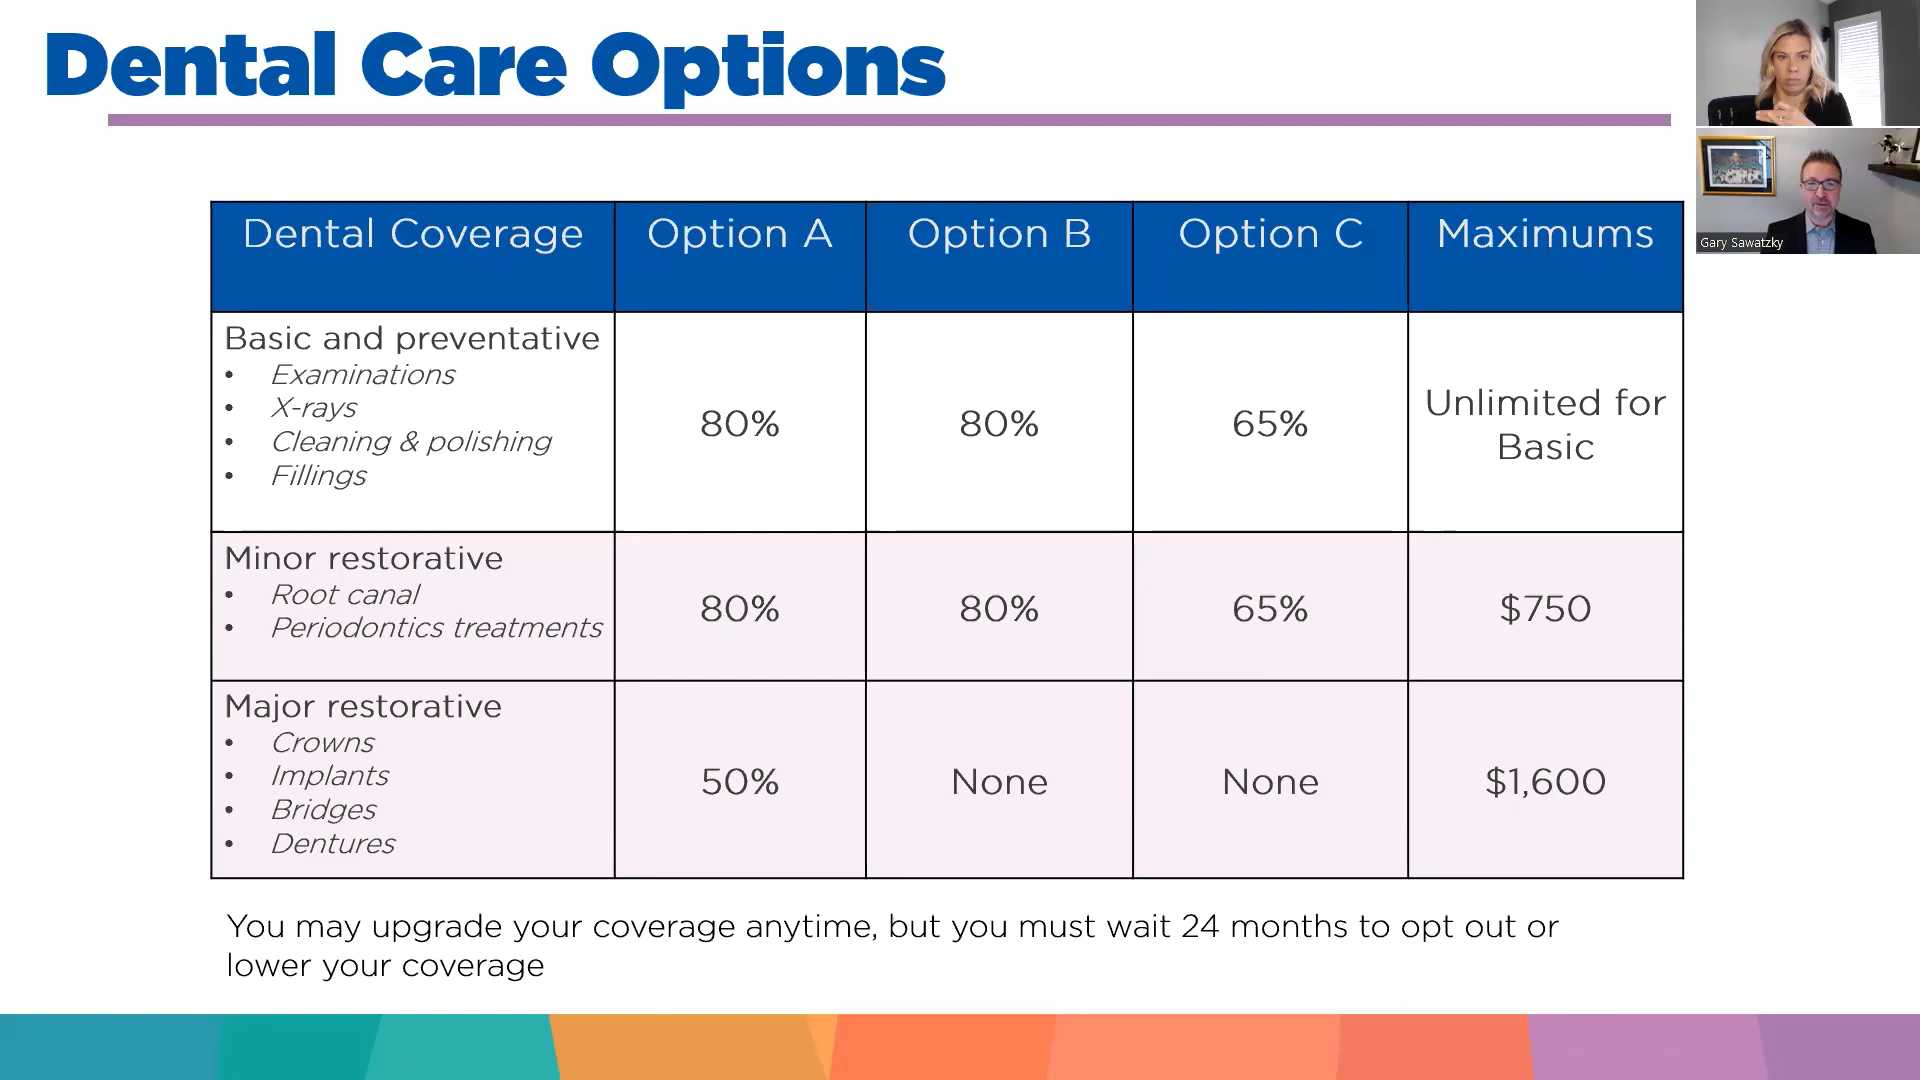 Dental Care Options
Gary Sawatzky
Dental Coverage
Option A
Option B
Option C
Maximums
Basic and preventative
• Examinations
• X-rays
• Cleaning & polishing
• Fillings
80%
80%
65%
Unlimited for
Basic
Minor restorative
• Root canal
• Periodontics treatments
80%
80%
65%
$750
Major restorative
• Crowns
• Implants
• Bridges
• Dentures
50%
None
None
$1,600
You may upgrade your coverage anytime, but you must wait 24 months to opt out or
lower your coverage